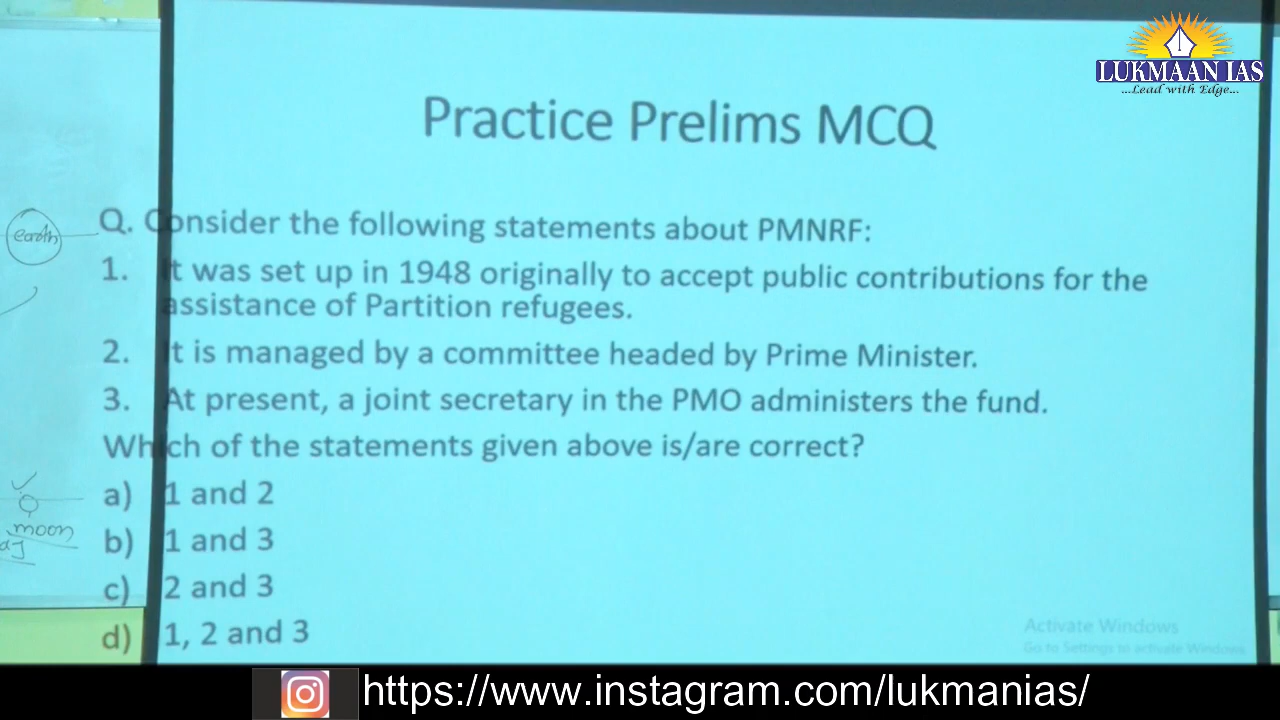 LUKMAAN IAS
...Lead with Edge...
Practice Prelims MCQ
earth
Q. Consider the following statements about PMNRF:
1. It was set up in 1948 originally to accept public contributions for the
assistance of Partition refugees.
2. It is managed by a committee headed by Prime Minister.
3. At present, a joint secretary in the PMO administers the fund.
Which of the statements given above is/are correct?
a) 1 and 2
moon
b) 1 and 3
c) 2 and 3
d) 1, 2 and 3
Activate Windows
Go to Settings to activate Windows.
https://www.instagram.com/lukmanias/